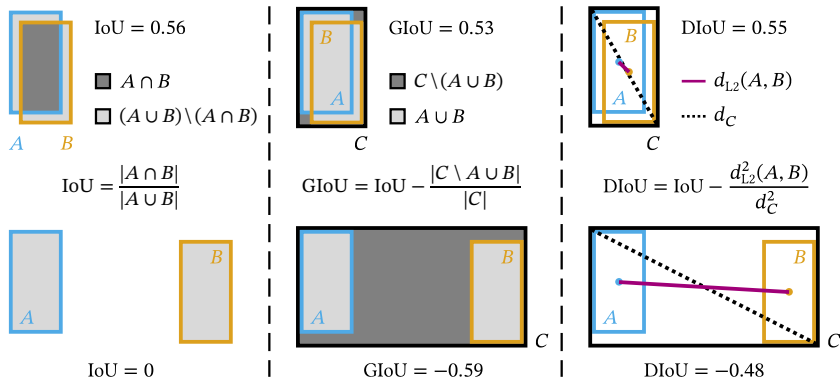 IoU = 0.56
A ∩ B
(A ∪ B) \ (A ∩ B)
A
B
IoU = |A ∩ B| / |A ∪ B|
A
B
IoU = 0
B
A
C
GIoU = 0.53
C \ (A ∪ B)
A ∪ B
GIoU = IoU − |C \ A ∪ B| / |C|
A
B
C
GIoU = −0.59
B
A
C
DIoU = 0.55
d_L2(A, B)
d_C
DIoU = IoU − d²_L2(A, B) / d²_C
A
B
C
DIoU = −0.48